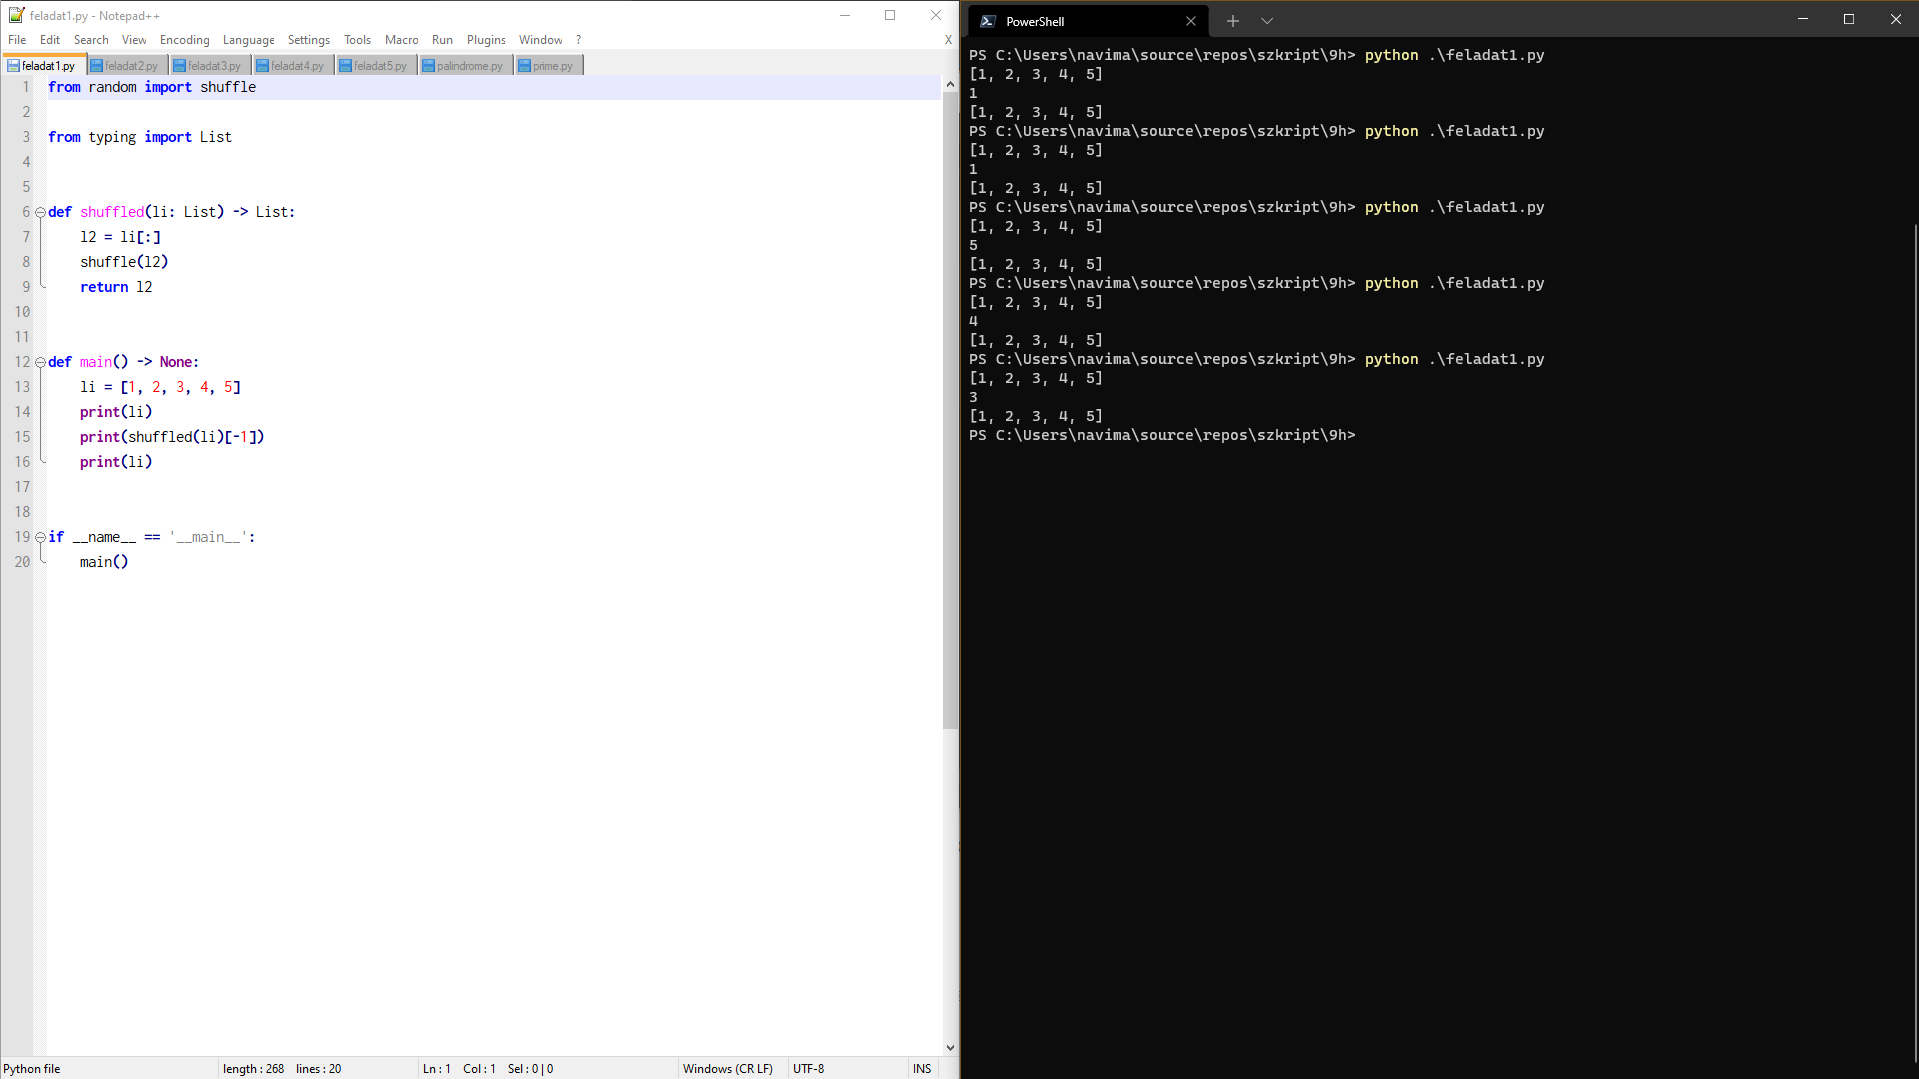 feladat1.py - Notepad++
File Edit Search View Encoding Language Settings Tools Macro Run Plugins Window ? X
feladat1.py feladat2.py feladat3.py feladat4.py feladat5.py palindrome.py prime.py
1 from random import shuffle
2
3 from typing import List
4
5
6 def shuffled(li: List) -> List:
7     l2 = li[:]
8     shuffle(l2)
9     return l2
10
11
12 def main() -> None:
13     li = [1, 2, 3, 4, 5]
14     print(li)
15     print(shuffled(li)[-1])
16     print(li)
17
18
19 if __name__ == '__main__':
20     main()
Python file length : 268 lines : 20 Ln : 1 Col : 1 Sel : 0 | 0 Windows (CR LF) UTF-8 INS
PowerShell
PS C:\Users\navima\source\repos\szkript\9h> python .\feladat1.py
[1, 2, 3, 4, 5]
1
[1, 2, 3, 4, 5]
PS C:\Users\navima\source\repos\szkript\9h> python .\feladat1.py
[1, 2, 3, 4, 5]
1
[1, 2, 3, 4, 5]
PS C:\Users\navima\source\repos\szkript\9h> python .\feladat1.py
[1, 2, 3, 4, 5]
5
[1, 2, 3, 4, 5]
PS C:\Users\navima\source\repos\szkript\9h> python .\feladat1.py
[1, 2, 3, 4, 5]
4
[1, 2, 3, 4, 5]
PS C:\Users\navima\source\repos\szkript\9h> python .\feladat1.py
[1, 2, 3, 4, 5]
3
[1, 2, 3, 4, 5]
PS C:\Users\navima\source\repos\szkript\9h>